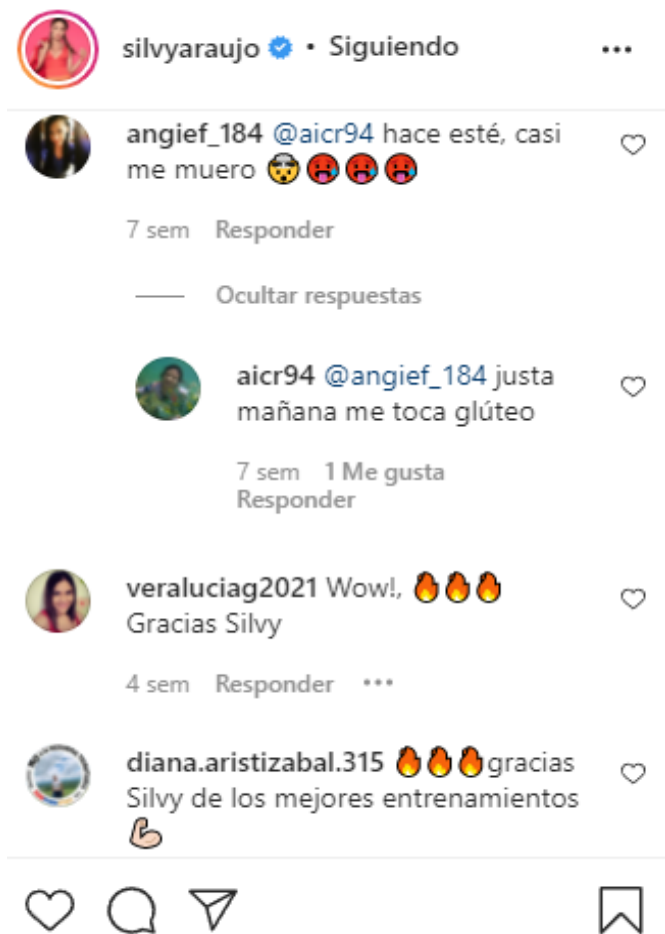 silvyaraujo • Siguiendo
angief_184 @aicr94 hace esté, casi
me muero 🤯🥵🥵🥵
7 sem Responder
Ocultar respuestas
aicr94 @angief_184 justa
mañana me toca glúteo
7 sem 1 Me gusta
Responder
veraluciag2021 Wow!, 🔥🔥🔥
Gracias Silvy
4 sem Responder
diana.aristizabal.315 🔥🔥🔥gracias
Silvy de los mejores entrenamientos
💪🏻